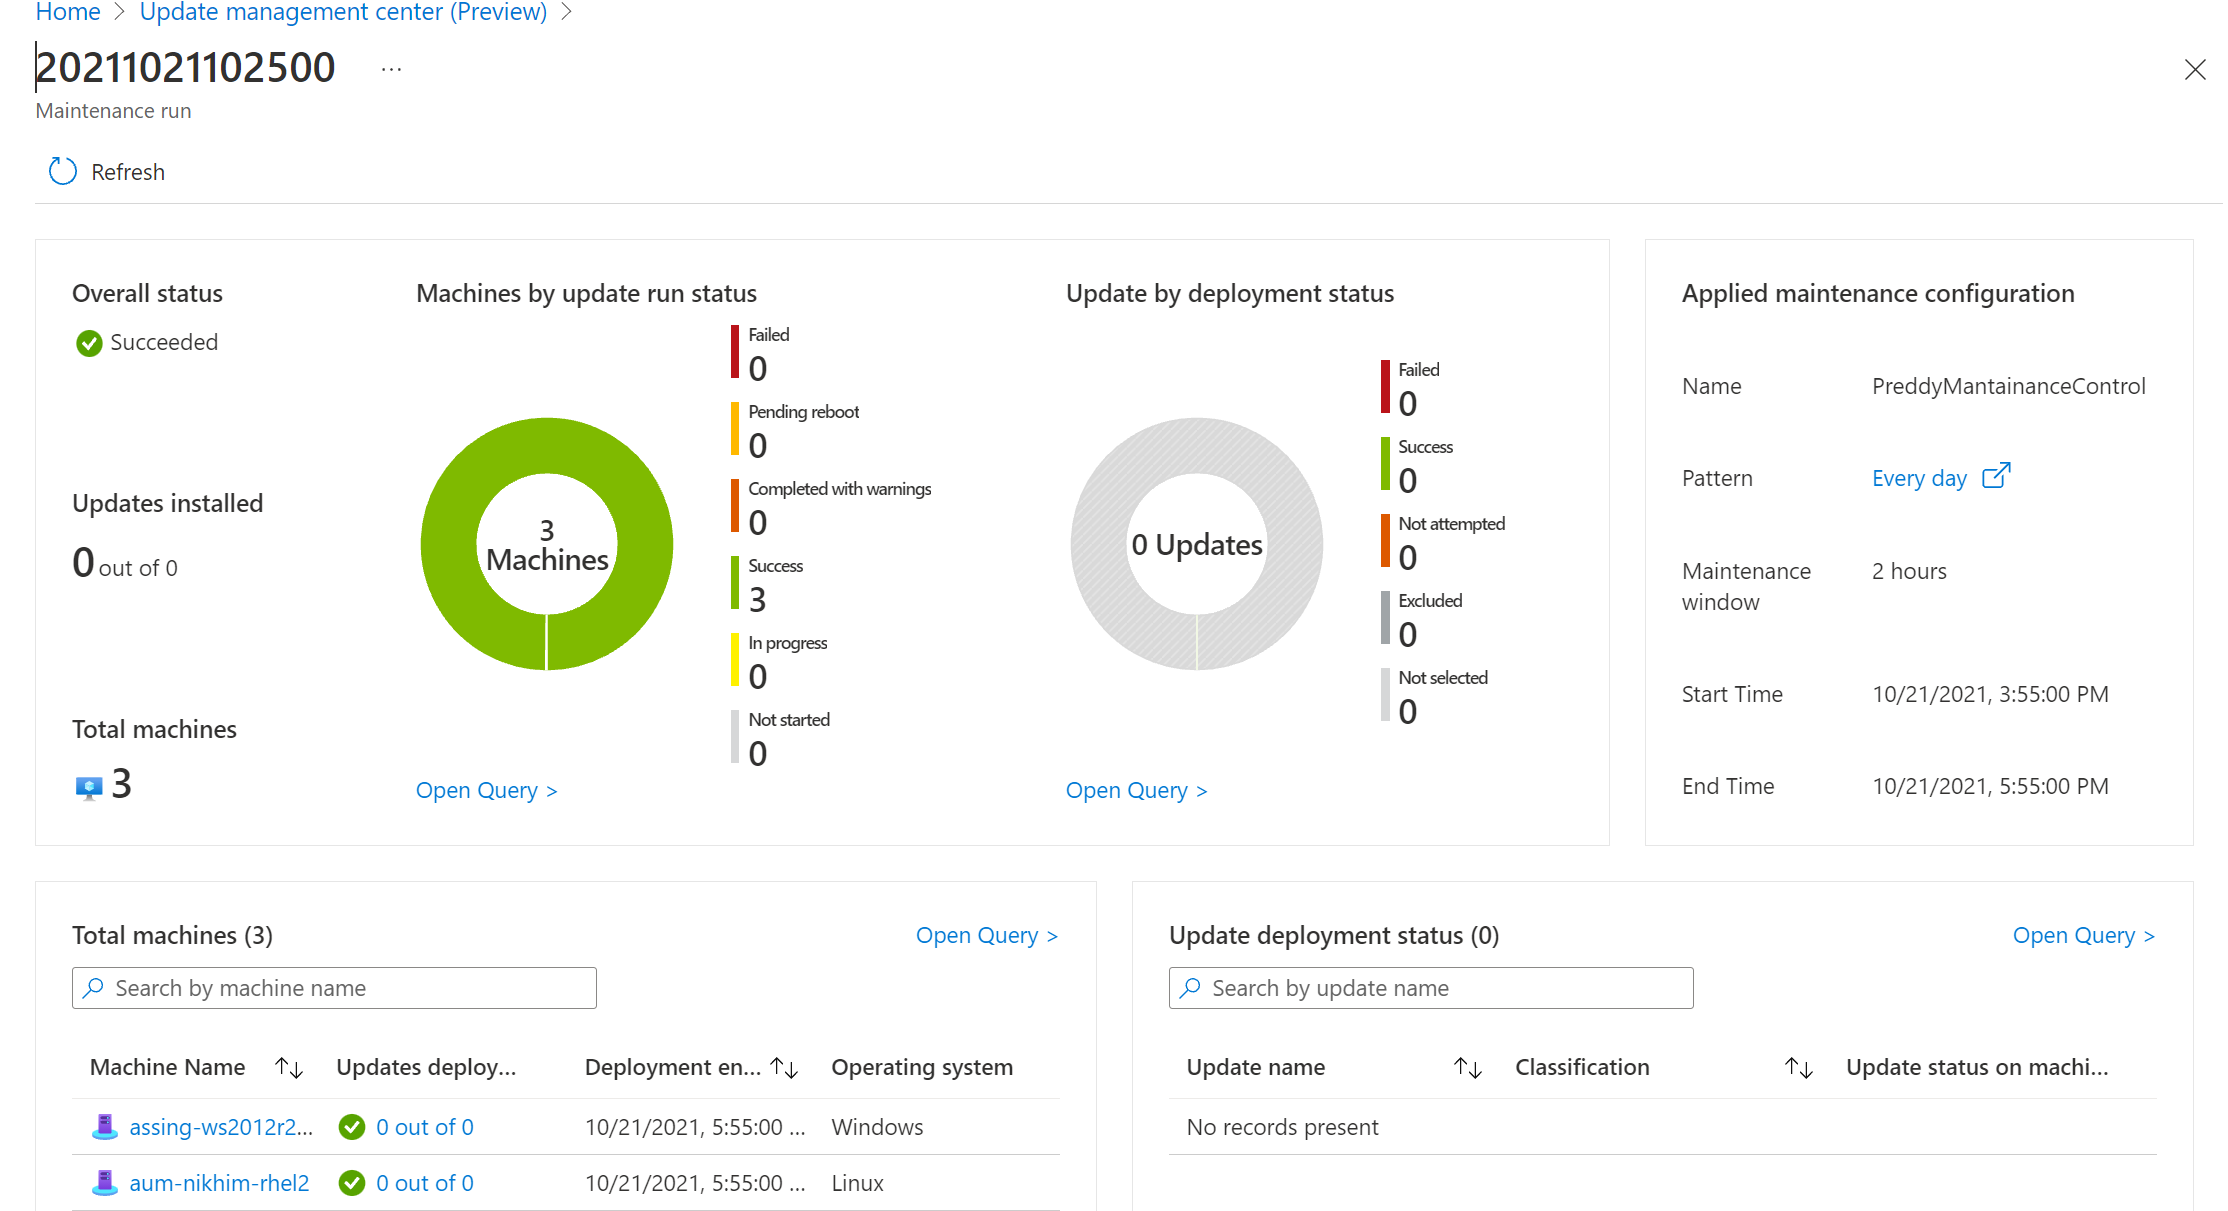 Home > Update management center (Preview) >
20211021102500 ...
Maintenance run
Refresh
Overall status
Succeeded
Updates installed
0 out of 0
Total machines
3
Machines by update run status
3
Machines
Failed
0
Pending reboot
0
Completed with warnings
0
Success
3
In progress
0
Not started
0
Open Query >
Update by deployment status
0 Updates
Failed
0
Success
0
Not attempted
0
Excluded
0
Not selected
0
Open Query >
Applied maintenance configuration
Name PreddyMantainanceControl
Pattern Every day
Maintenance window 2 hours
Start Time 10/21/2021, 3:55:00 PM
End Time 10/21/2021, 5:55:00 PM
Total machines (3) Open Query >
Search by machine name
Machine Name Updates deploy... Deployment en... Operating system
assing-ws2012r2... 0 out of 0 10/21/2021, 5:55:00 ... Windows
aum-nikhim-rhel2 0 out of 0 10/21/2021, 5:55:00 ... Linux
Update deployment status (0) Open Query >
Search by update name
Update name Classification Update status on machi...
No records present